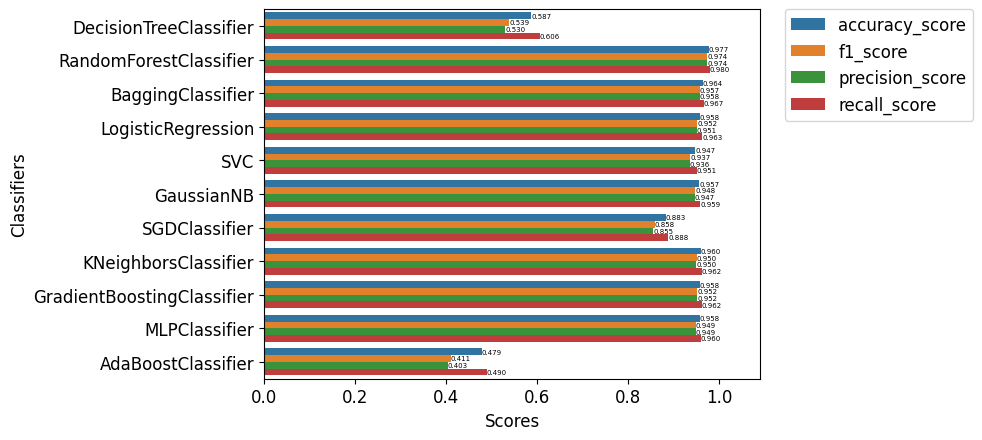 DecisionTreeClassifier
0.587
0.539
0.530
0.606
RandomForestClassifier
0.977
0.974
0.974
0.980
BaggingClassifier
0.964
0.957
0.958
0.967
LogisticRegression
0.958
0.952
0.951
0.963
SVC
0.947
0.937
0.936
0.951
GaussianNB
0.957
0.948
0.947
0.959
SGDClassifier
0.883
0.858
0.855
0.888
KNeighborsClassifier
0.960
0.950
0.950
0.962
GradientBoostingClassifier
0.958
0.952
0.952
0.962
MLPClassifier
0.958
0.949
0.949
0.960
AdaBoostClassifier
0.479
0.411
0.403
0.490
Classifiers
0.0 0.2 0.4 0.6 0.8 1.0
Scores
accuracy_score
f1_score
precision_score
recall_score